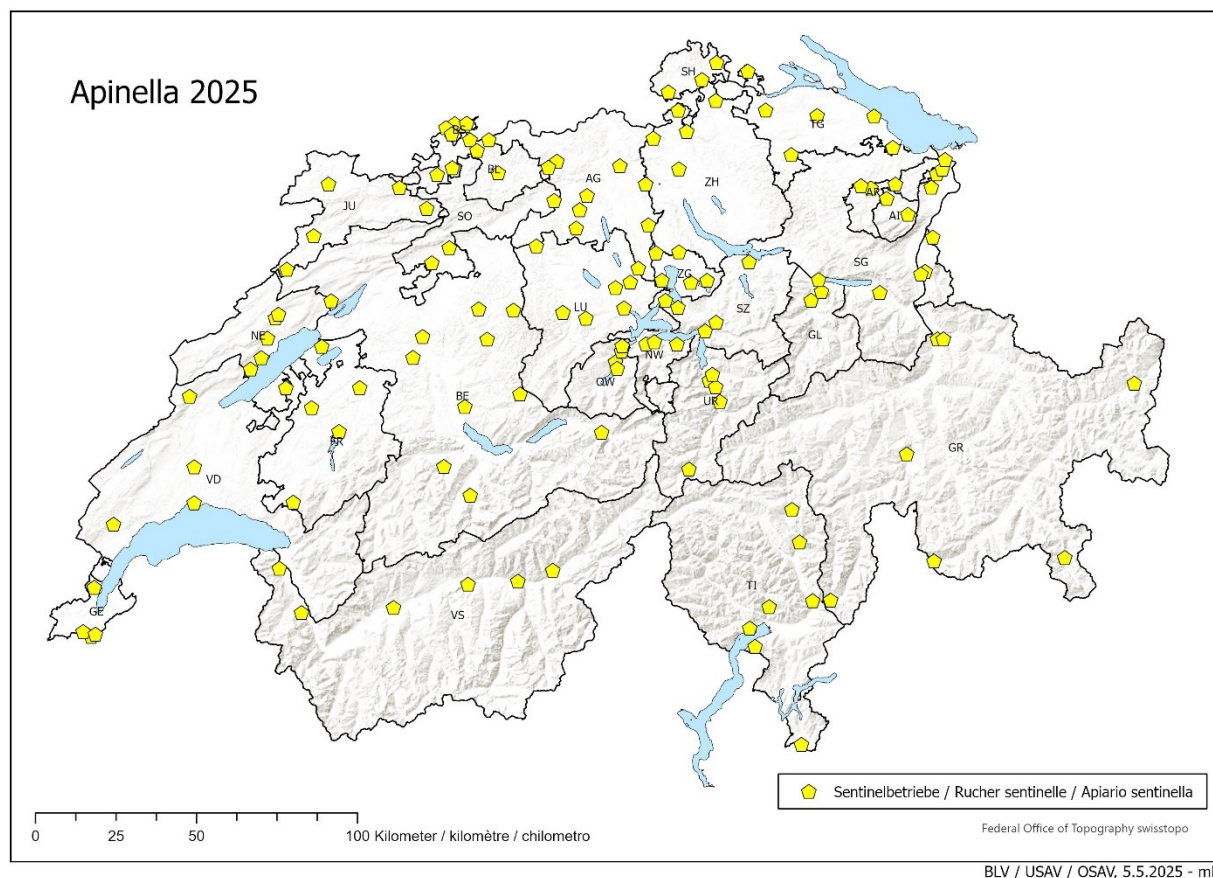 Apinella 2025
SH
BS
TG
BL
AG
ZH
JU
SO
AR
AI
SG
ZG
LU
SZ
NE
GL
NW
OW
BE
UR
FR
GR
VD
TI
GE
VS
Sentinelbetriebe / Rucher sentinelle / Apiario sentinella
0 25 50 100 Kilometer / kilomètre / chilometro
Federal Office of Topography swisstopo
BLV / USAV / OSAV, 5.5.2025 - ml